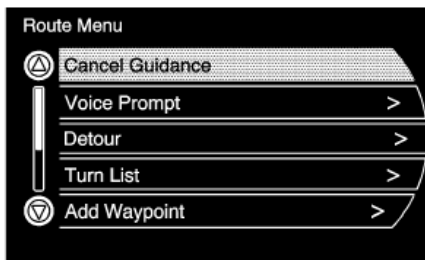 Route Menu
Cancel Guidance
Voice Prompt >
Detour >
Turn List >
Add Waypoint >